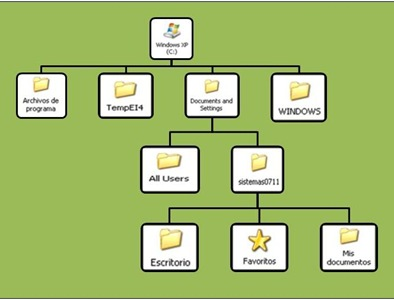 Windows XP
(C:)
Archivos de
programa
TempEI4
Documents and
Settings
WINDOWS
All Users
sistemas0711
Escritorio
Favoritos
Mis
documentos